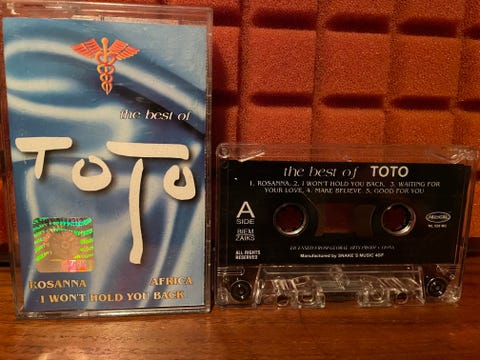 the best of
TOTO
ROSANNA AFRICA
I WON'T HOLD YOU BACK
the best of TOTO
1. ROSANNA, 2. I WON'T HOLD YOU BACK, 3. WAITING FOR
YOUR LOVE, 4. MAKE BELIEVE, 5. GOOD FOR YOU
A
SIDE
BIEM
ZAIKS
ALL RIGHTS
RESERVED
Manufactured by SNAKE'S MUSIC